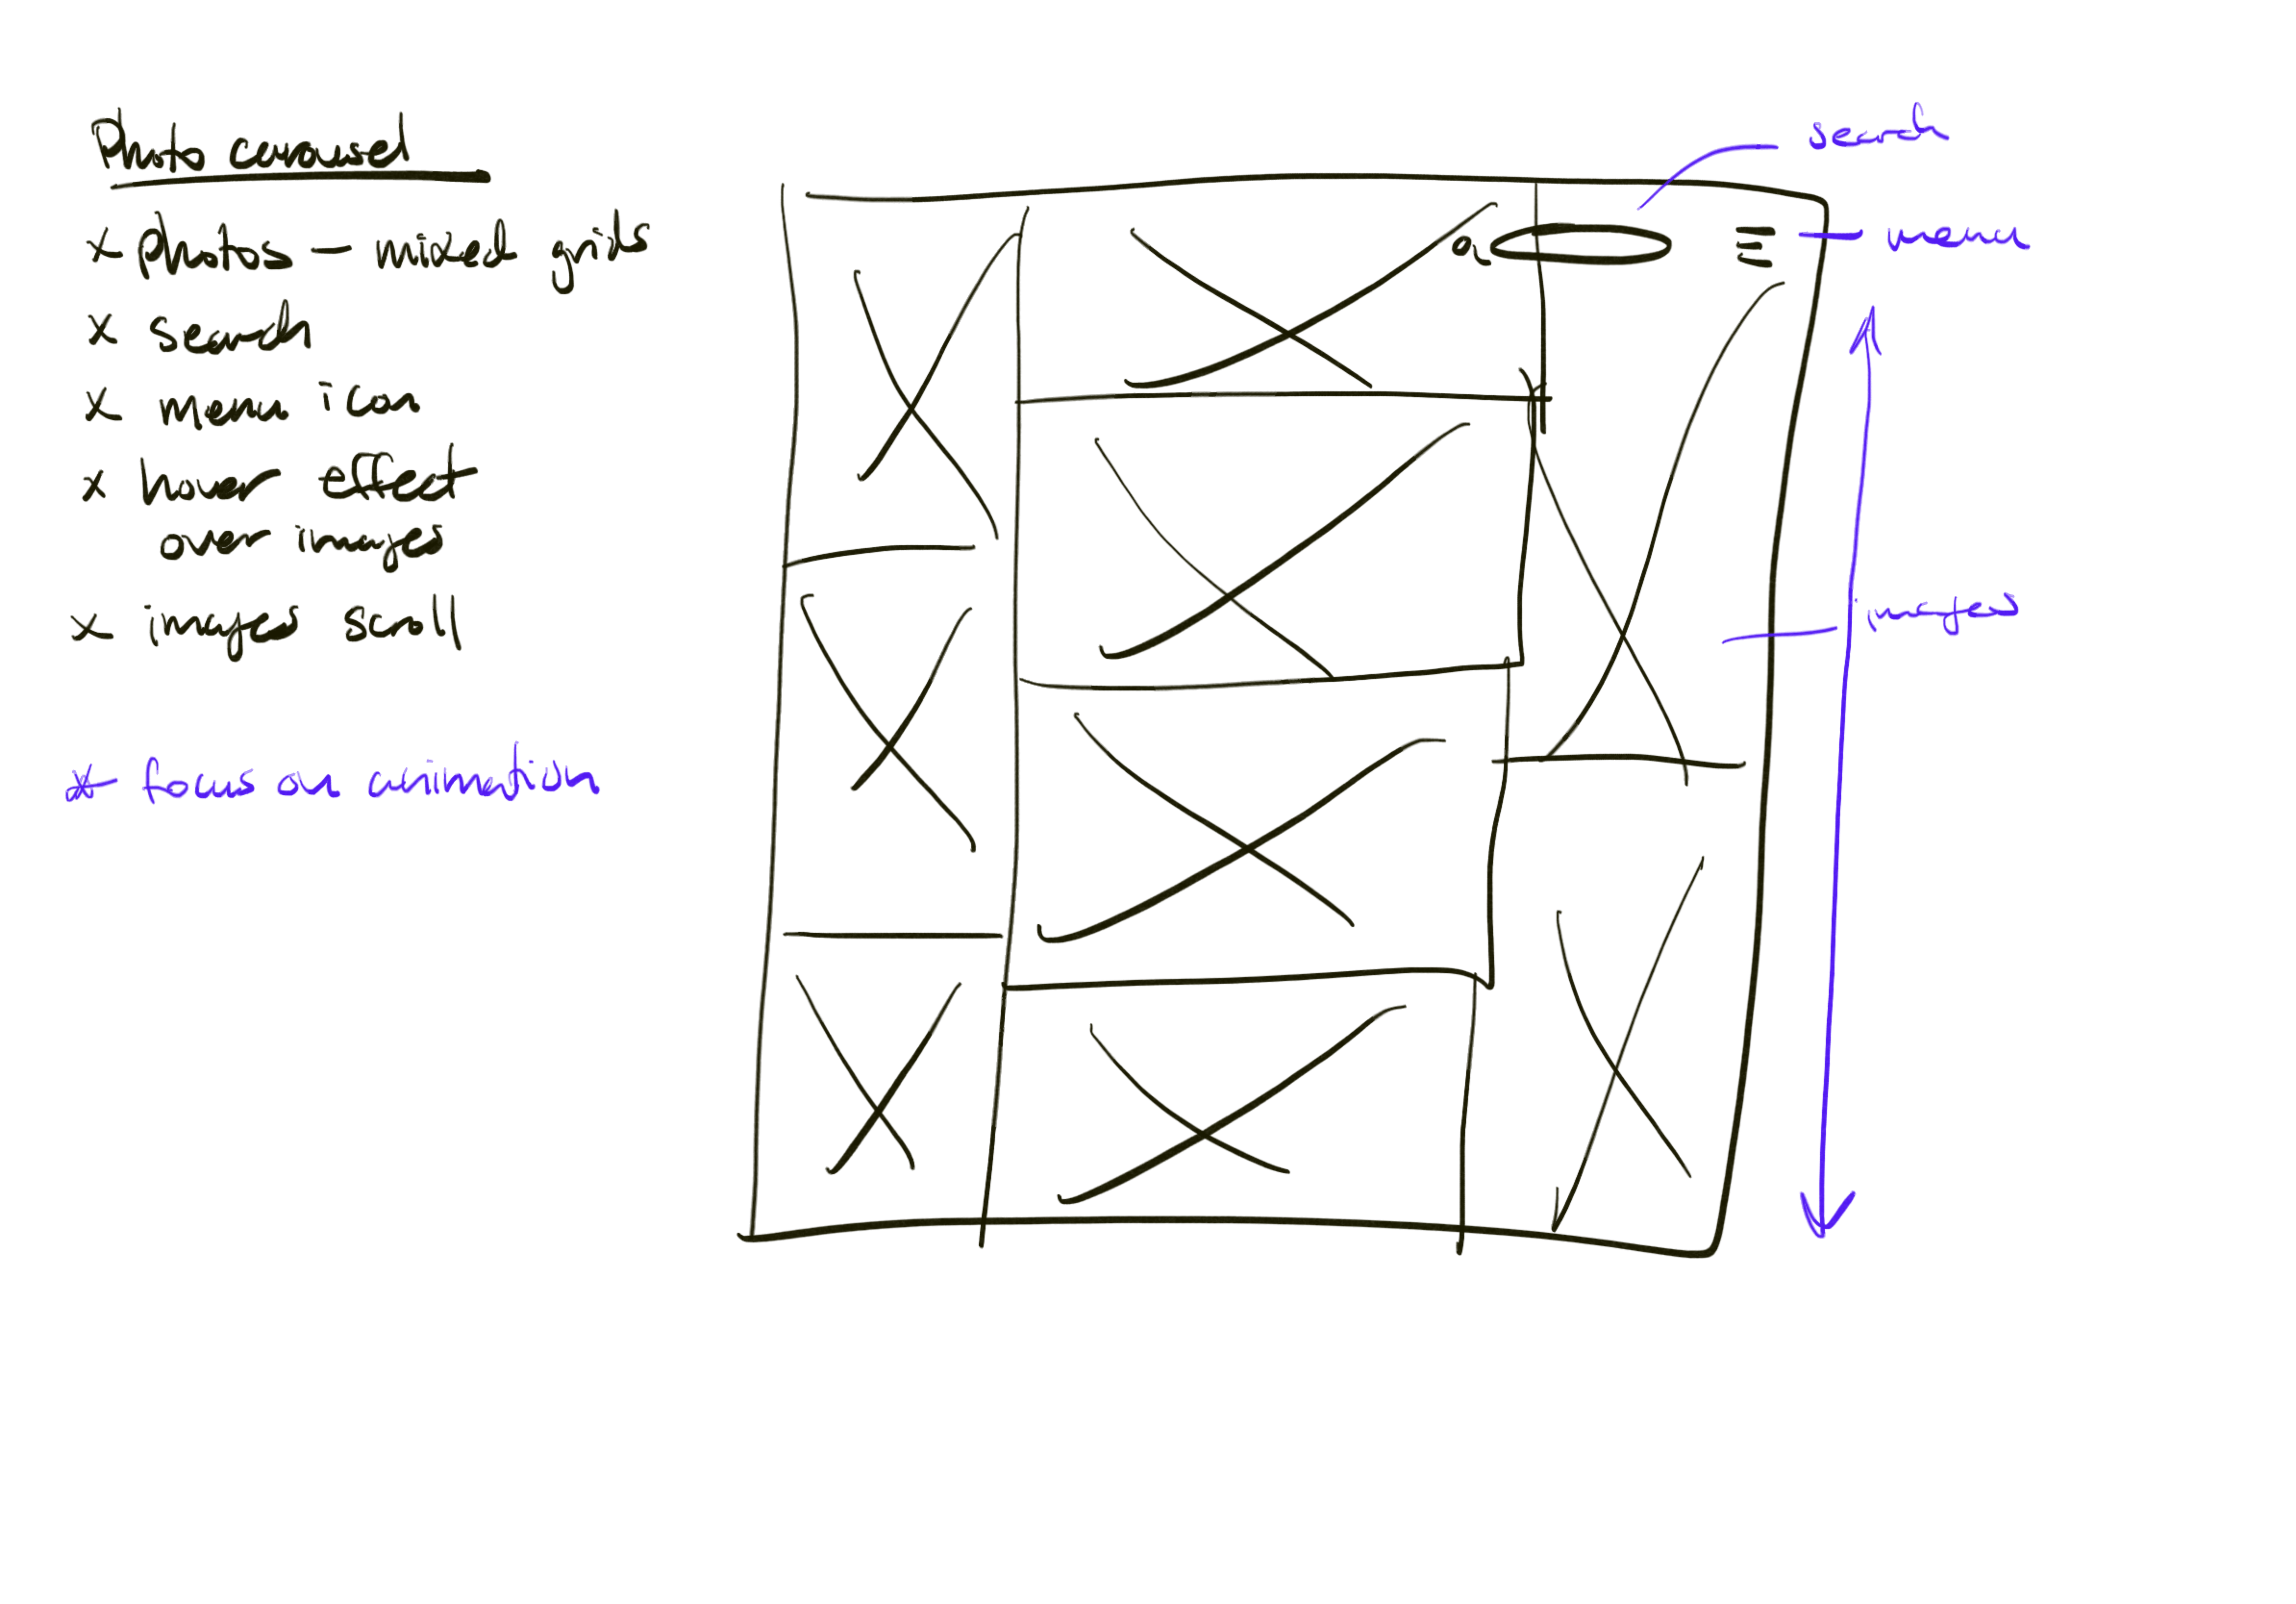 Photo carousel
x Photos - mixed grids
x search
x menu icon
x hover effect
over images
x images scroll
* focus on animation
search
menu
images